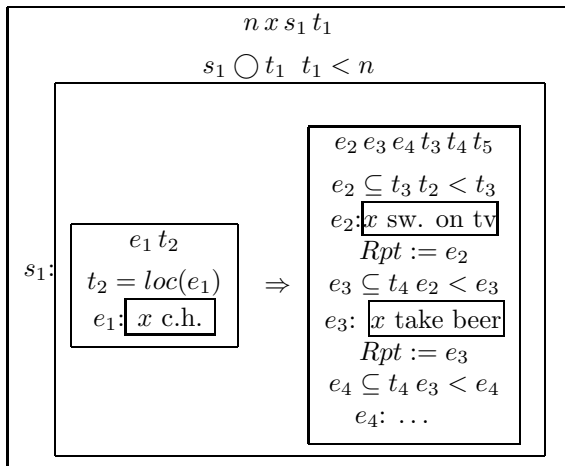 n x s₁ t₁
s₁ ◯ t₁ t₁ < n
e₂ e₃ e₄ t₃ t₄ t₅
e₂ ⊆ t₃ t₂ < t₃
e₂: x sw. on tv
e₁ t₂
Rpt := e₂
s₁:
t₂ = loc(e₁)
⇒
e₃ ⊆ t₄ e₂ < e₃
e₁: x c.h.
e₃: x take beer
Rpt := e₃
e₄ ⊆ t₄ e₃ < e₄
e₄: …